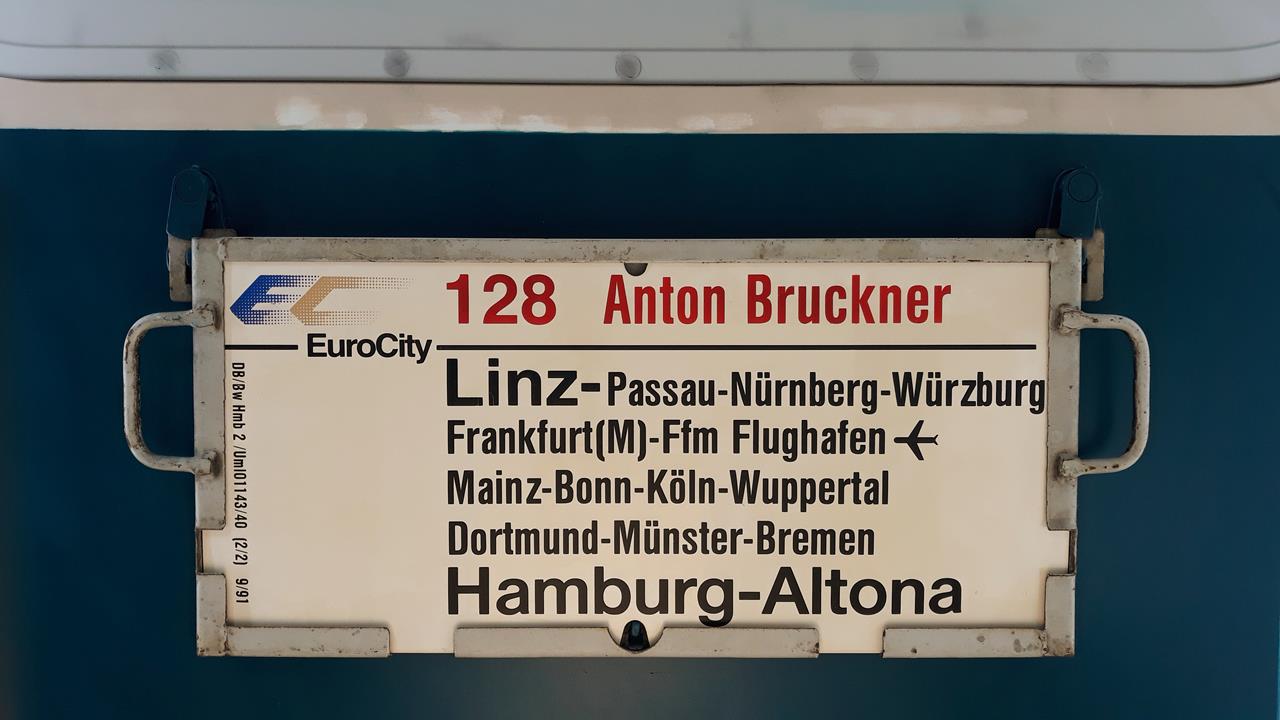 EC 128 Anton Bruckner
EuroCity
Linz-Passau-Nürnberg-Würzburg
Frankfurt(M)-Ffm Flughafen
Mainz-Bonn-Köln-Wuppertal
Dortmund-Münster-Bremen
Hamburg-Altona
DB/Bw Hmb 2 /Uml01143/40 (2/2) 9/91